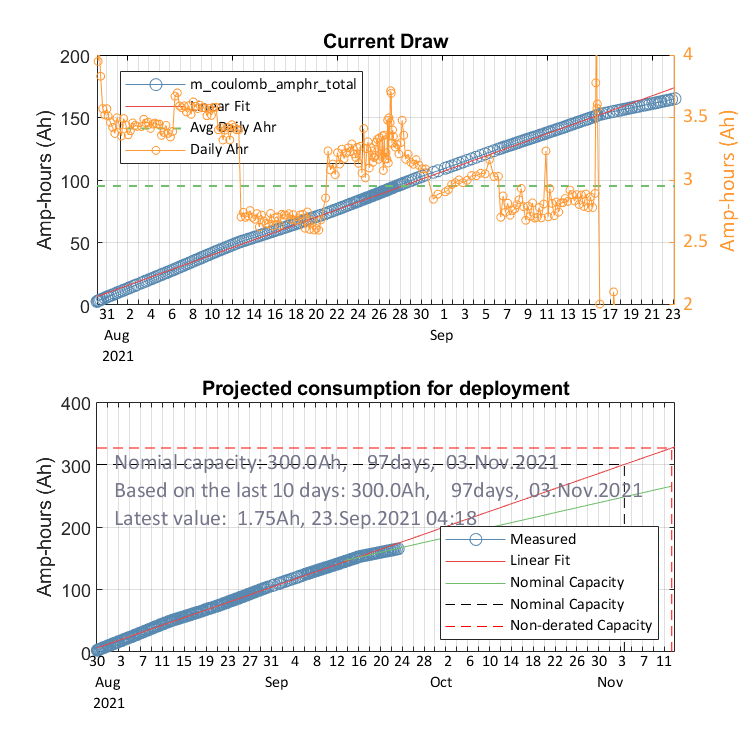 Current Draw
200
150
100
50
0
Amp-hours (Ah)
4
3.5
3
2.5
2
Amp-hours (Ah)
m_coulomb_amphr_total
Linear Fit
Avg Daily Ahr
Daily Ahr
31 2 4 6 8 10 12 14 16 18 20 22 24 26 28 30 1 3 5 7 9 11 13 15 17 19 21 23
Aug Sep
2021
Projected consumption for deployment
400
300
200
100
0
Amp-hours (Ah)
Nomial capacity: 300.0Ah, 97days, 03.Nov.2021
Based on the last 10 days: 300.0Ah, 97days, 03.Nov.2021
Latest value: 1.75Ah, 23.Sep.2021 04:18
Measured
Linear Fit
Nominal Capacity
Nominal Capacity
Non-derated Capacity
30 3 7 11 15 19 23 27 31 4 8 12 16 20 24 28 2 6 10 14 18 22 26 30 3 7 11
Aug Sep Oct Nov
2021